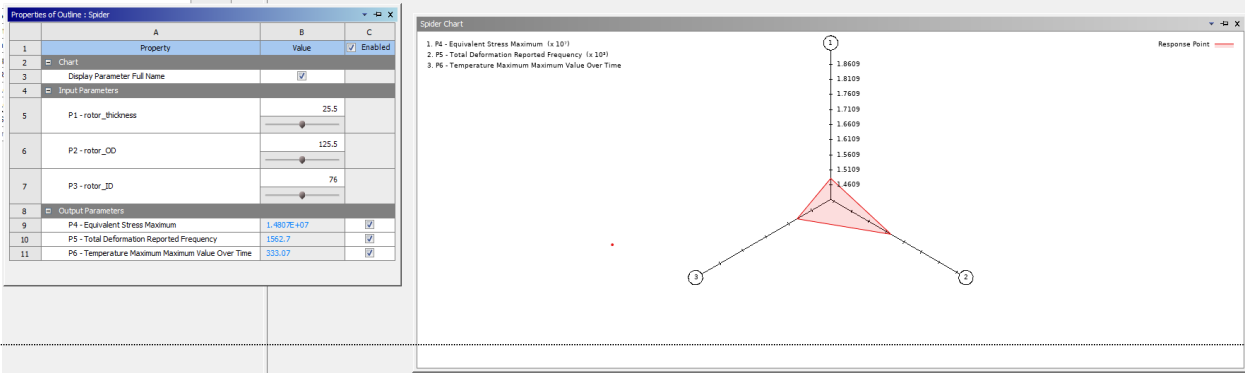 Properties of Outline : Spider
A B C
1 Property Value Enabled
2 Chart
3 Display Parameter Full Name
4 Input Parameters
5 P1 - rotor_thickness 25.5
6 P2 - rotor_OD 125.5
7 P3 - rotor_ID 76
8 Output Parameters
9 P4 - Equivalent Stress Maximum 1.4807E+07
10 P5 - Total Deformation Reported Frequency 1562.7
11 P6 - Temperature Maximum Maximum Value Over Time 333.07
Spider Chart
1. P4 - Equivalent Stress Maximum (x 10⁷)
2. P5 - Total Deformation Reported Frequency (x 10³)
3. P6 - Temperature Maximum Maximum Value Over Time
Response Point
1
1.8609
1.8109
1.7609
1.7109
1.6609
1.6109
1.5609
1.5109
1.4609
3
2